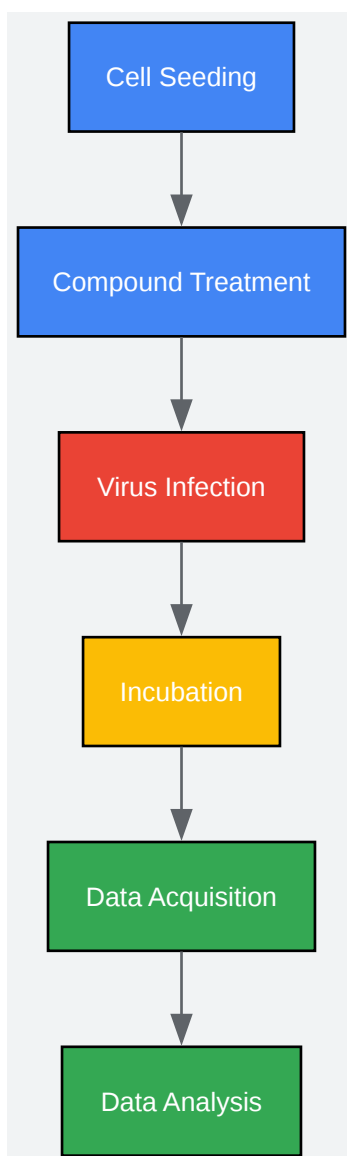 Cell Seeding
Compound Treatment
Virus Infection
Incubation
Data Acquisition
Data Analysis